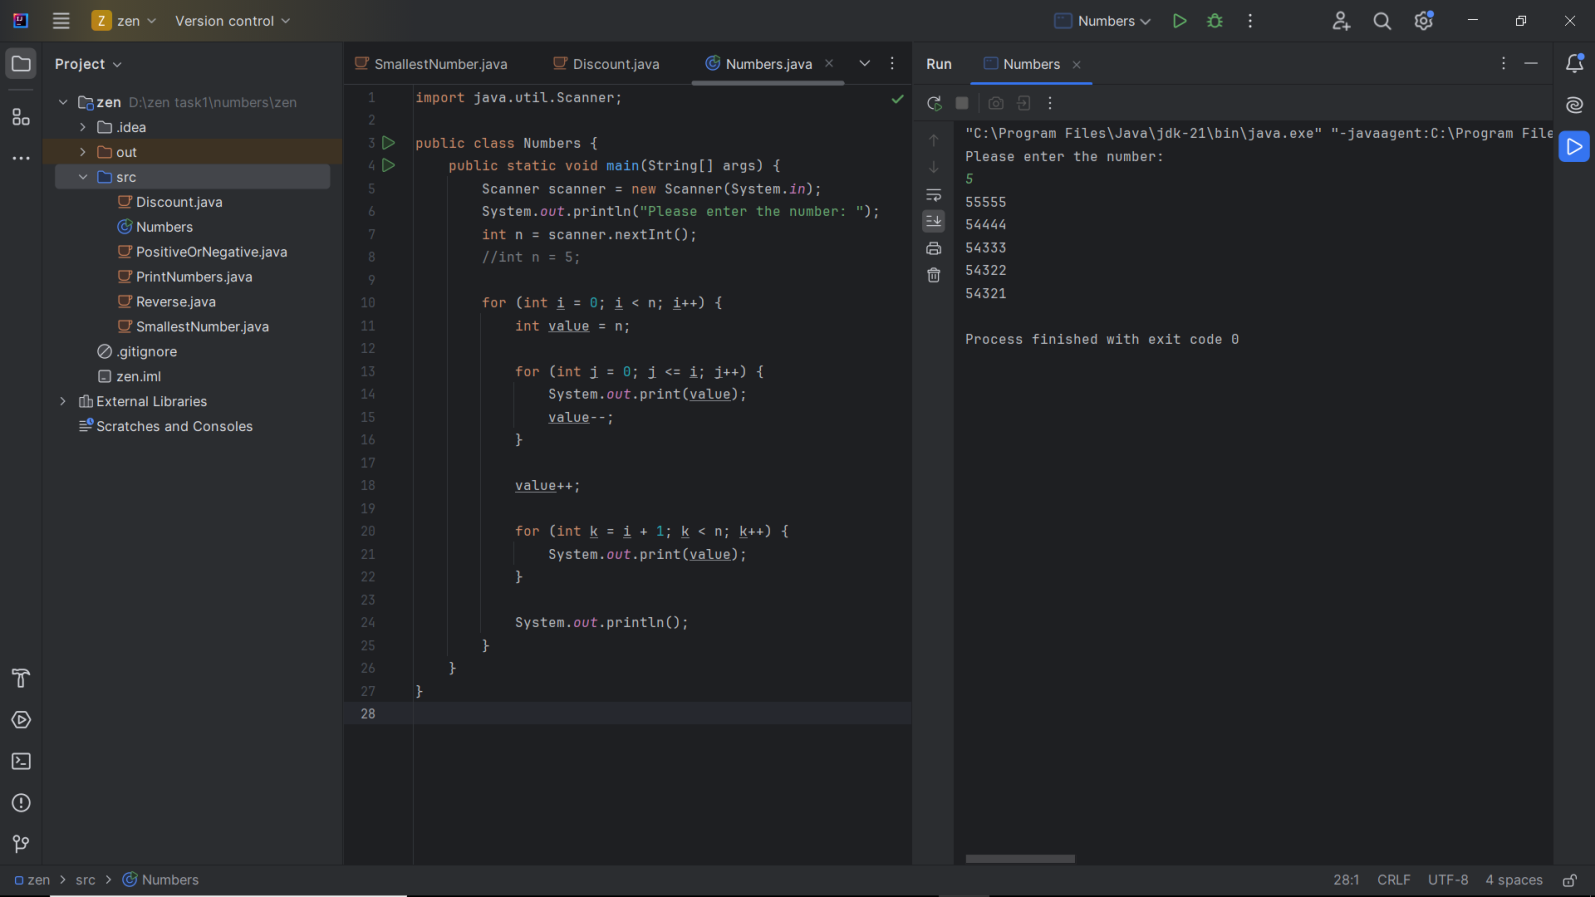 Z zen
Version control
Numbers
Project
SmallestNumber.java
Discount.java
Numbers.java
Run
Numbers
zen D:\zen task1\numbers\zen
.idea
out
src
Discount.java
Numbers
PositiveOrNegative.java
PrintNumbers.java
Reverse.java
SmallestNumber.java
.gitignore
zen.iml
External Libraries
Scratches and Consoles
1 import java.util.Scanner;
2
3 public class Numbers {
4 public static void main(String[] args) {
5 Scanner scanner = new Scanner(System.in);
6 System.out.println("Please enter the number: ");
7 int n = scanner.nextInt();
8 //int n = 5;
9
10 for (int i = 0; i < n; i++) {
11 int value = n;
12
13 for (int j = 0; j <= i; j++) {
14 System.out.print(value);
15 value--;
16 }
17
18 value++;
19
20 for (int k = i + 1; k < n; k++) {
21 System.out.print(value);
22 }
23
24 System.out.println();
25 }
26 }
27 }
28
"C:\Program Files\Java\jdk-21\bin\java.exe" "-javaagent:C:\Program File
Please enter the number:
5
55555
54444
54333
54322
54321
Process finished with exit code 0
zen > src > Numbers
28:1 CRLF UTF-8 4 spaces